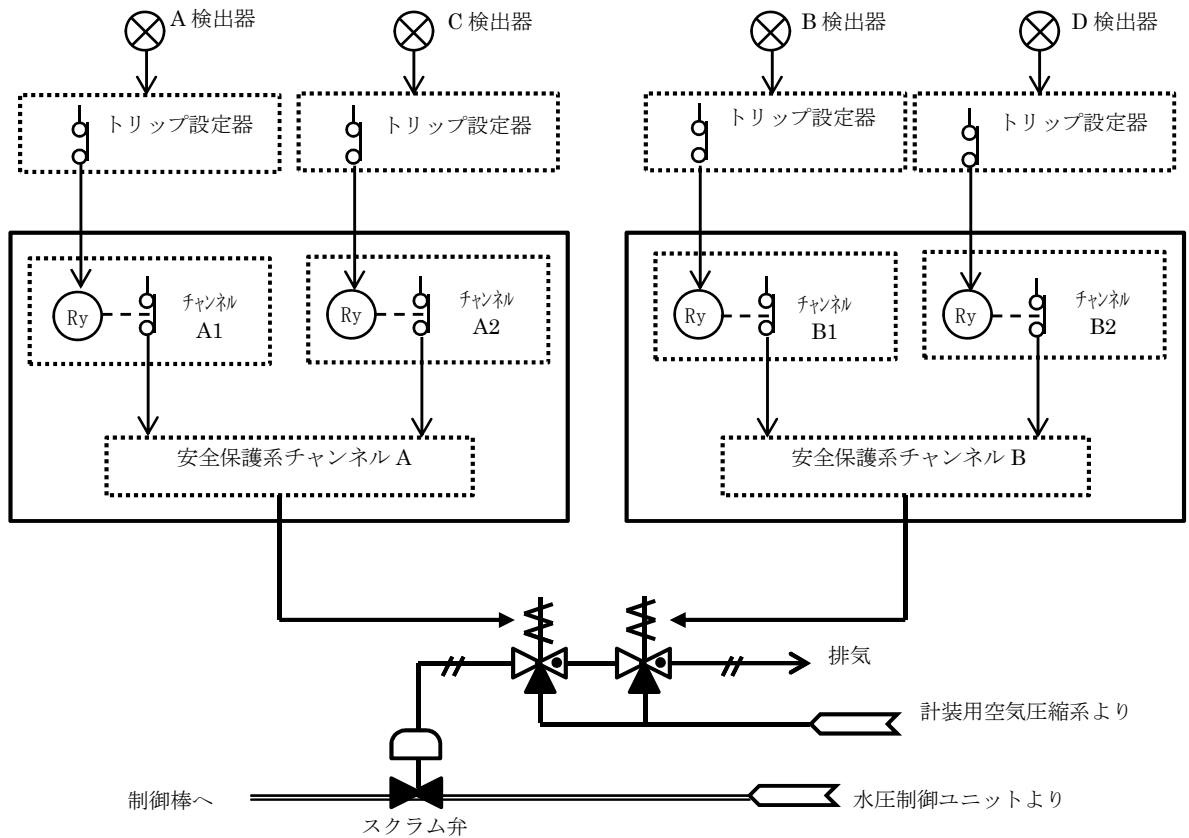 A 検出器
C 検出器
B 検出器
D 検出器
トリップ設定器
トリップ設定器
トリップ設定器
トリップ設定器
Ry
チャンネル
A1
Ry
チャンネル
A2
Ry
チャンネル
B1
Ry
チャンネル
B2
安全保護系チャンネル A
安全保護系チャンネル B
排気
計装用空気圧縮系より
制御棒へ
水圧制御ユニットより
スクラム弁